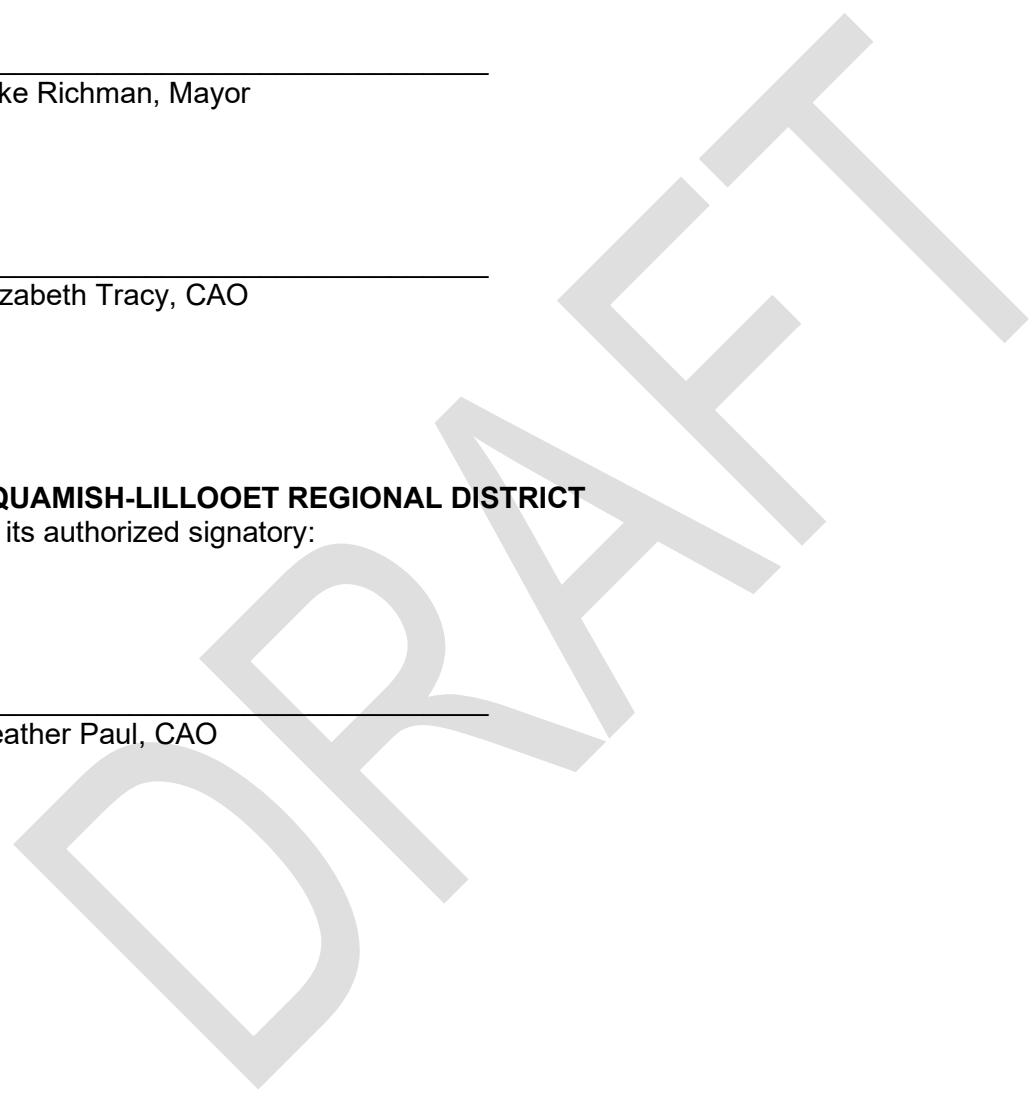 ke Richman, Mayor
zabeth Tracy, CAO
QUAMISH-LILLOOET REGIONAL DISTRICT
its authorized signatory:
eather Paul, CAO
DRAFT